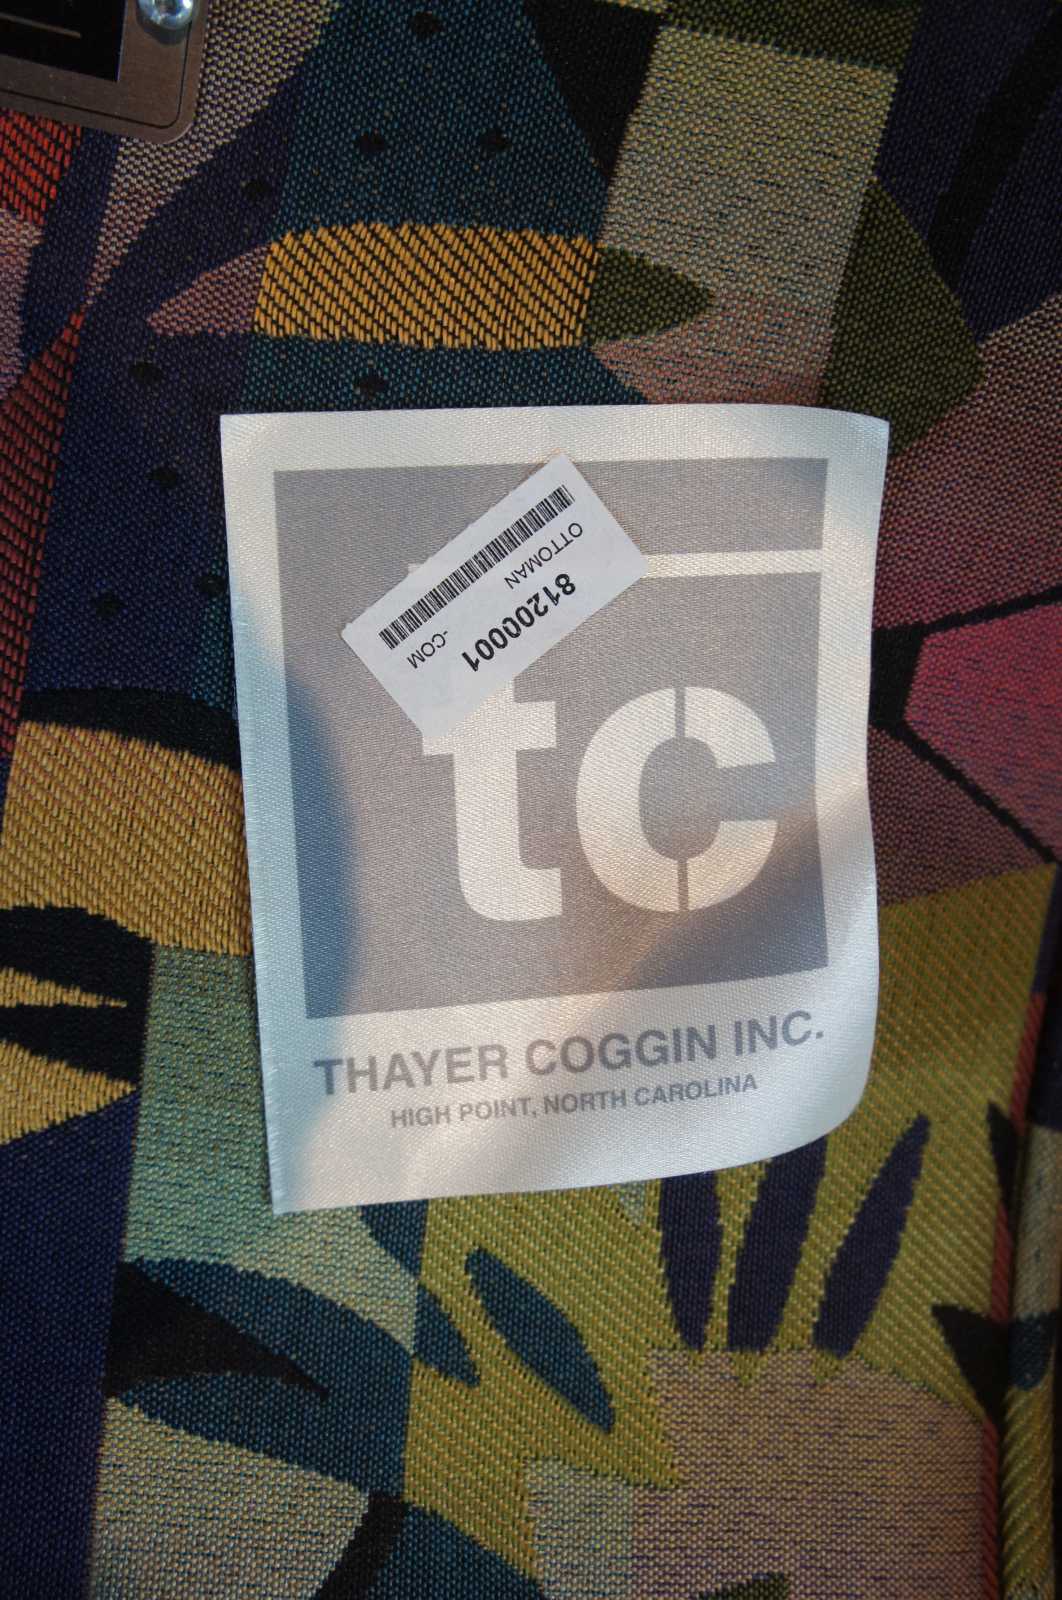 OTTOMAN
81200001
-COM
tc
THAYER COGGIN INC.
HIGH POINT, NORTH CAROLINA